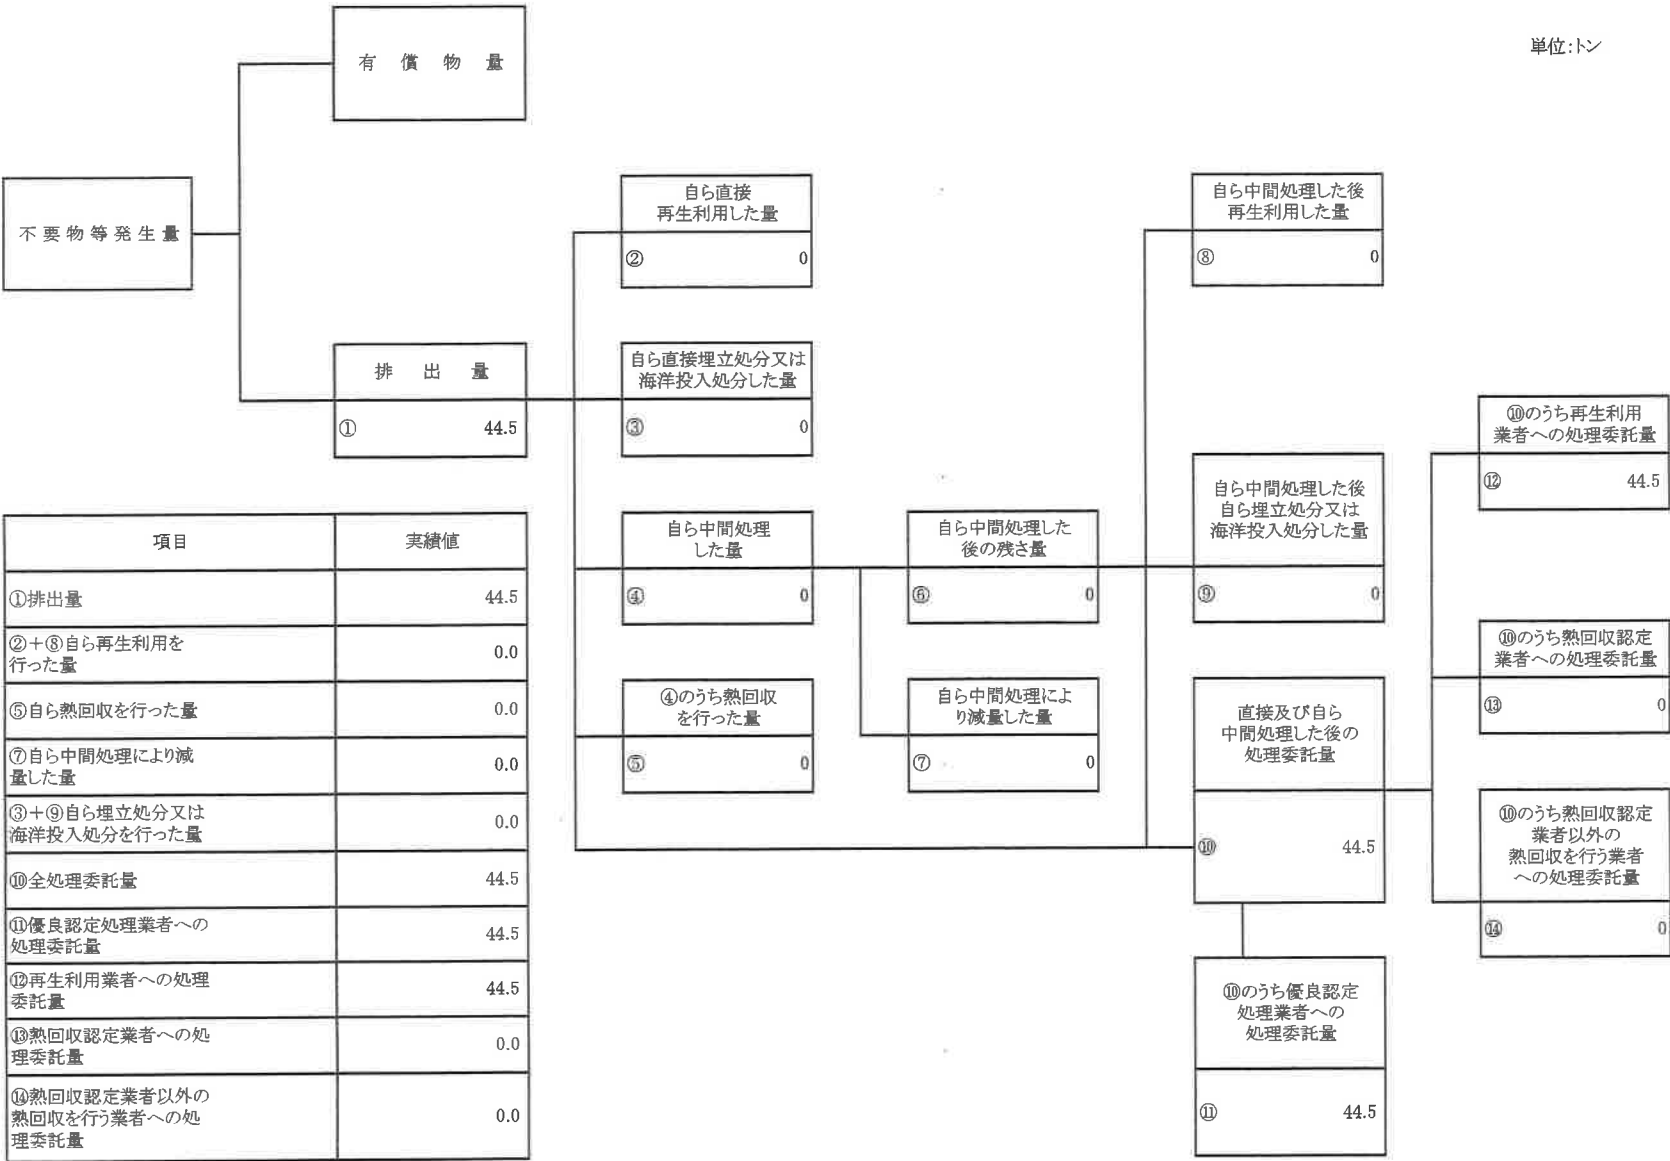 単位:トン
有償物量
不要物等発生量
排出量
① 44.5
自ら直接
再生利用した量
② 0
自ら直接埋立処分又は
海洋投入処分した量
③ 0
自ら中間処理
した量
④ 0
④のうち熱回収
を行った量
⑤ 0
自ら中間処理した
後の残さ量
⑥ 0
自ら中間処理によ
り減量した量
⑦ 0
自ら中間処理した後
再生利用した量
⑧ 0
自ら中間処理した後
自ら埋立処分又は
海洋投入処分した量
⑨ 0
直接及び自ら
中間処理した後の
処理委託量
⑩ 44.5
⑩のうち優良認定
処理業者への
処理委託量
⑪ 44.5
⑩のうち再生利用
業者への処理委託量
⑫ 44.5
⑩のうち熱回収認定
業者への処理委託量
⑬ 0
⑩のうち熱回収認定
業者以外の
熱回収を行う業者
への処理委託量
⑭ 0
項目 実績値
①排出量 44.5
②+⑧自ら再生利用を
行った量 0.0
⑤自ら熱回収を行った量 0.0
⑦自ら中間処理により減
量した量 0.0
③+⑨自ら埋立処分又は
海洋投入処分を行った量 0.0
⑩全処理委託量 44.5
⑪優良認定処理業者への
処理委託量 44.5
⑫再生利用業者への処理
委託量 44.5
⑬熱回収認定業者への処
理委託量 0.0
⑭熱回収認定業者以外の
熱回収を行う業者への処
理委託量 0.0